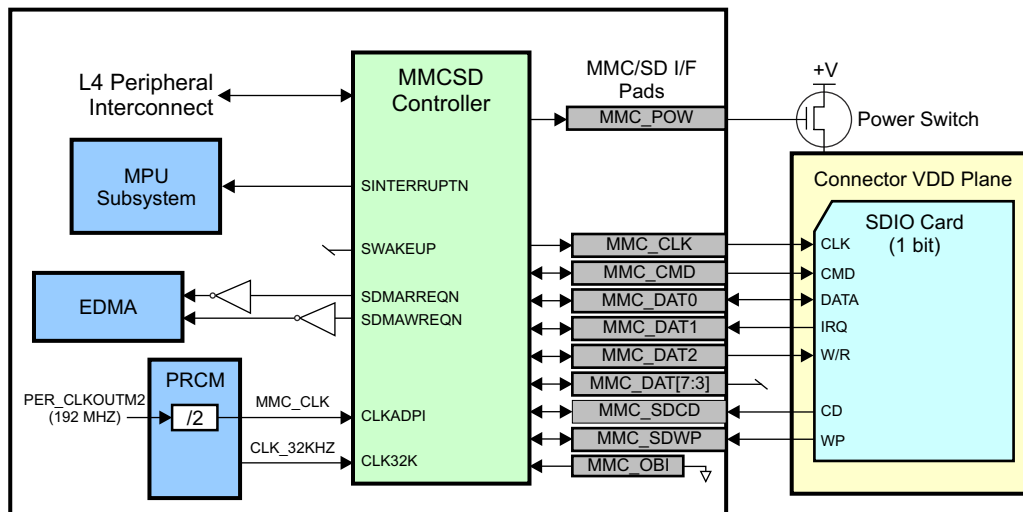 L4 Peripheral
Interconnect
MPU
Subsystem
EDMA
PRCM
PER_CLKOUTM2
(192 MHZ)
/2
MMC_CLK
CLK_32KHZ
MMCSD
Controller
SINTERRUPTN
SWAKEUP
SDMARREQN
SDMAWREQN
CLKADPI
CLK32K
MMC/SD I/F
Pads
MMC_POW
MMC_CLK
MMC_CMD
MMC_DAT0
MMC_DAT1
MMC_DAT2
MMC_DAT[7:3]
MMC_SDCD
MMC_SDWP
MMC_OBI
+V
Power Switch
Connector VDD Plane
SDIO Card
(1 bit)
CLK
CMD
DATA
IRQ
W/R
CD
WP